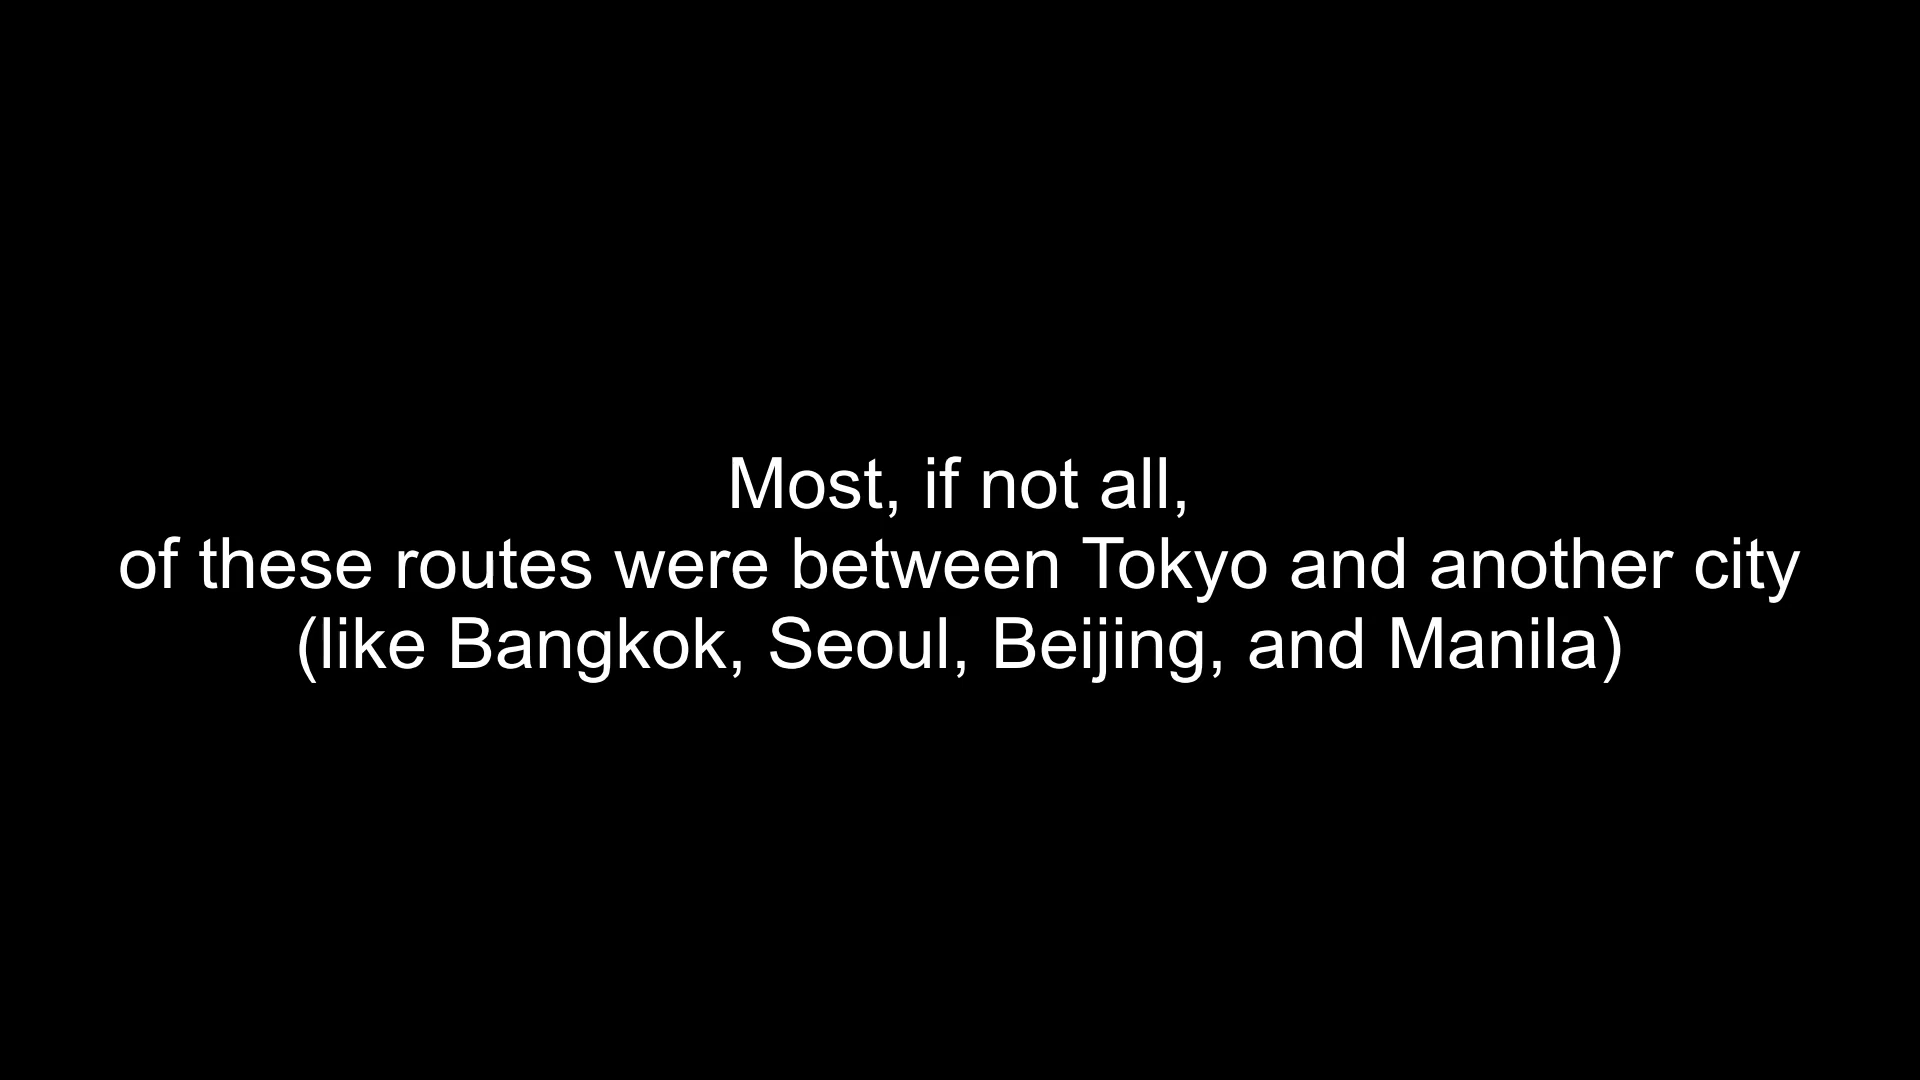 Most, if not all,
of these routes were between Tokyo and another city
(like Bangkok, Seoul, Beijing, and Manila)